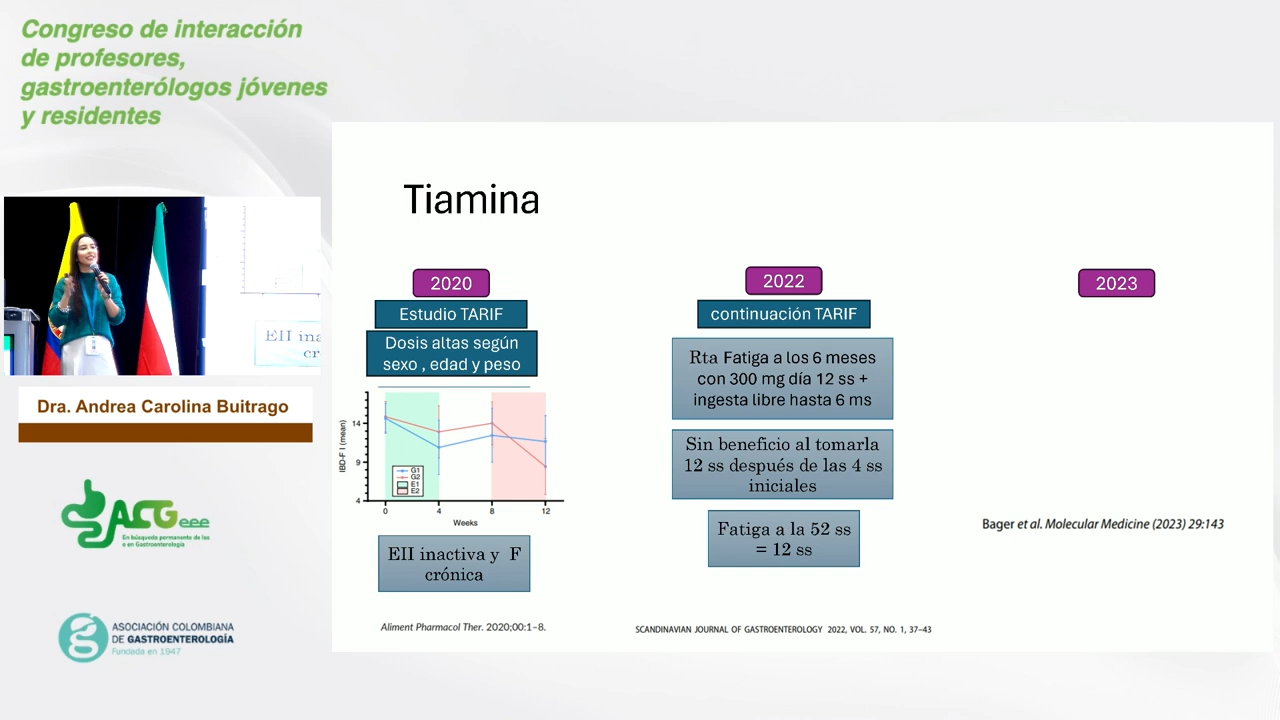 Congreso de interacción
de profesores,
gastroenterólogos jóvenes
y residentes
EII ina
cr
Dra. Andrea Carolina Buitrago
ACGeee
En búsqueda permanente de las
e en Gastroenterología
ASOCIACIÓN COLOMBIANA
DE GASTROENTEROLOGÍA
Fundada en 1947
Tiamina
2020
Estudio TARIF
Dosis altas según
sexo , edad y peso
IBD-F I (mean)
14
9
4
G1
G2
E1
E2
0 4 8 12
Weeks
EII inactiva y F
crónica
Aliment Pharmacol Ther. 2020;00:1–8.
2022
continuación TARIF
Rta Fatiga a los 6 meses
con 300 mg día 12 ss +
ingesta libre hasta 6 ms
Sin beneficio al tomarla
12 ss después de las 4 ss
iniciales
Fatiga a la 52 ss
= 12 ss
SCANDINAVIAN JOURNAL OF GASTROENTEROLOGY 2022, VOL. 57, NO. 1, 37–43
2023
Bager et al. Molecular Medicine (2023) 29:143